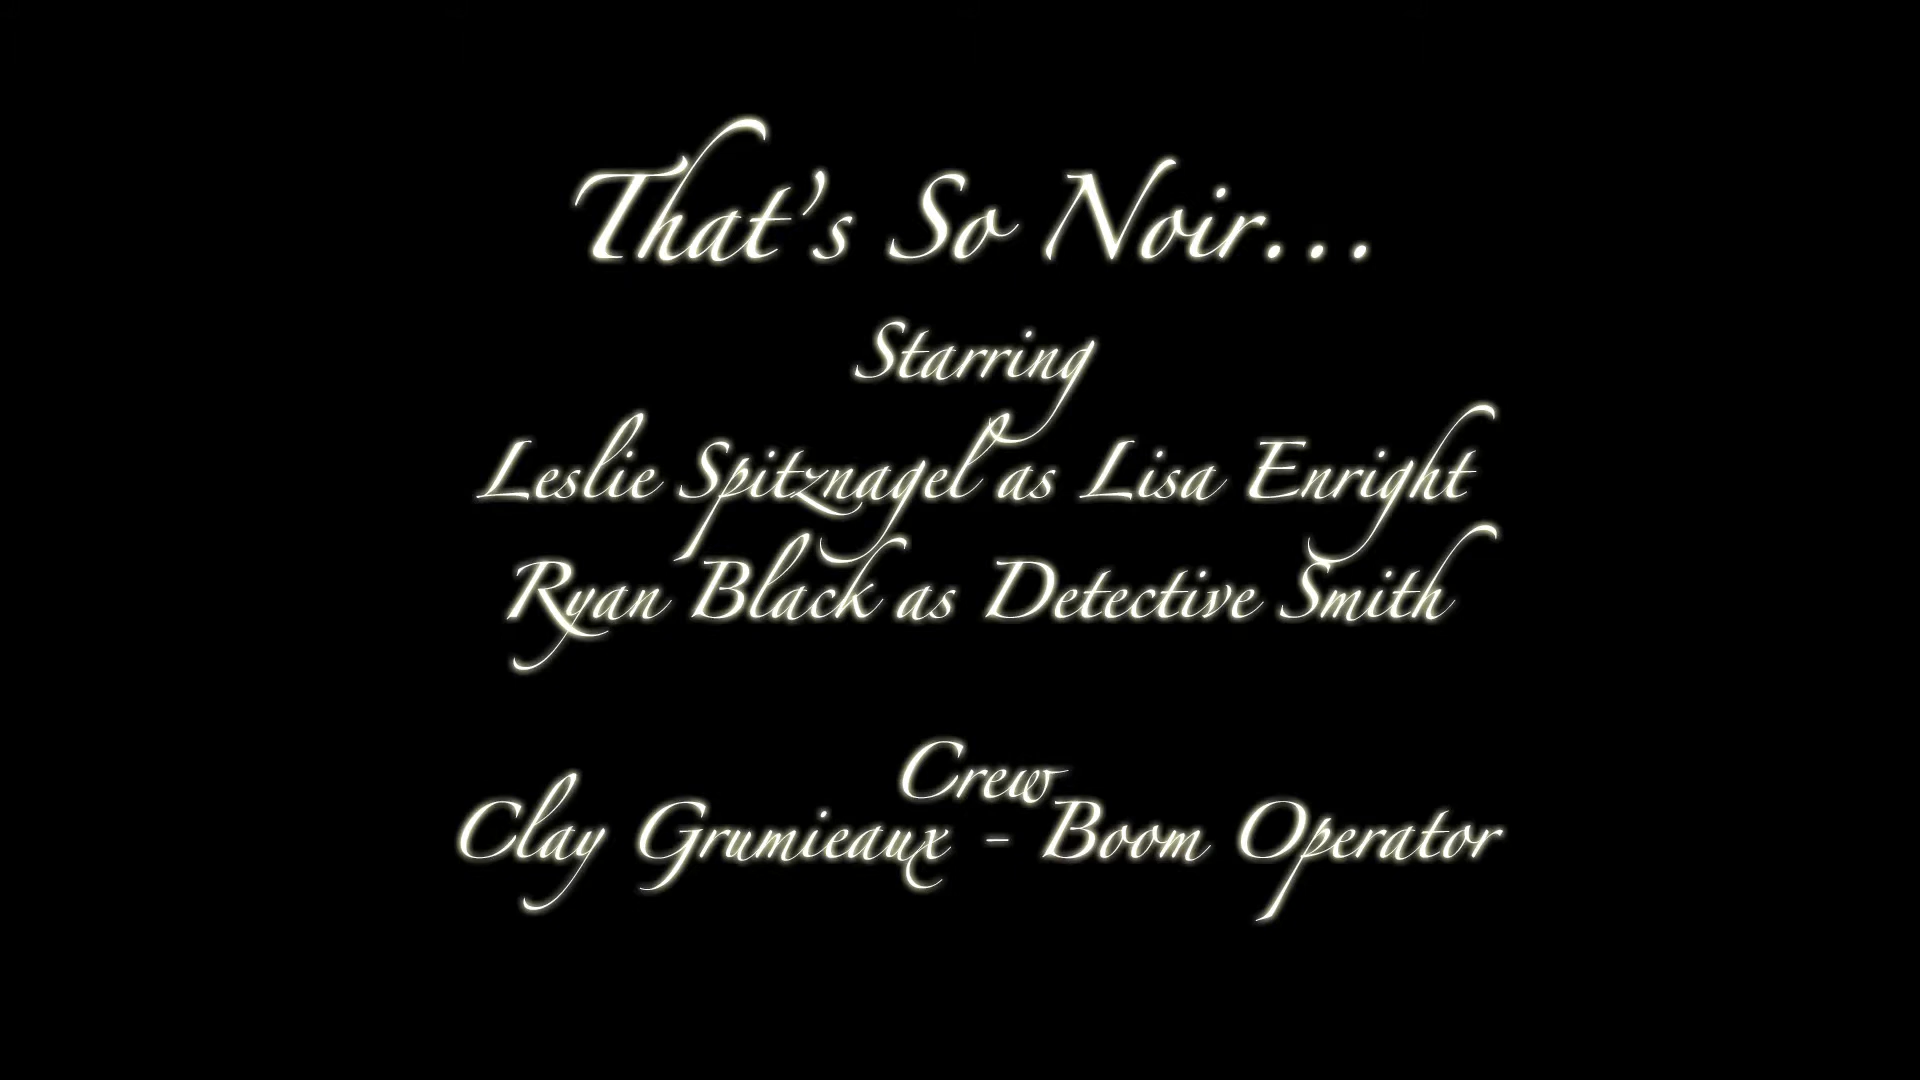 That's So Noir...
Starring
Leslie Spitznagel as Lisa Enright
Ryan Black as Detective Smith
Crew
Clay Grumieaux - Boom Operator